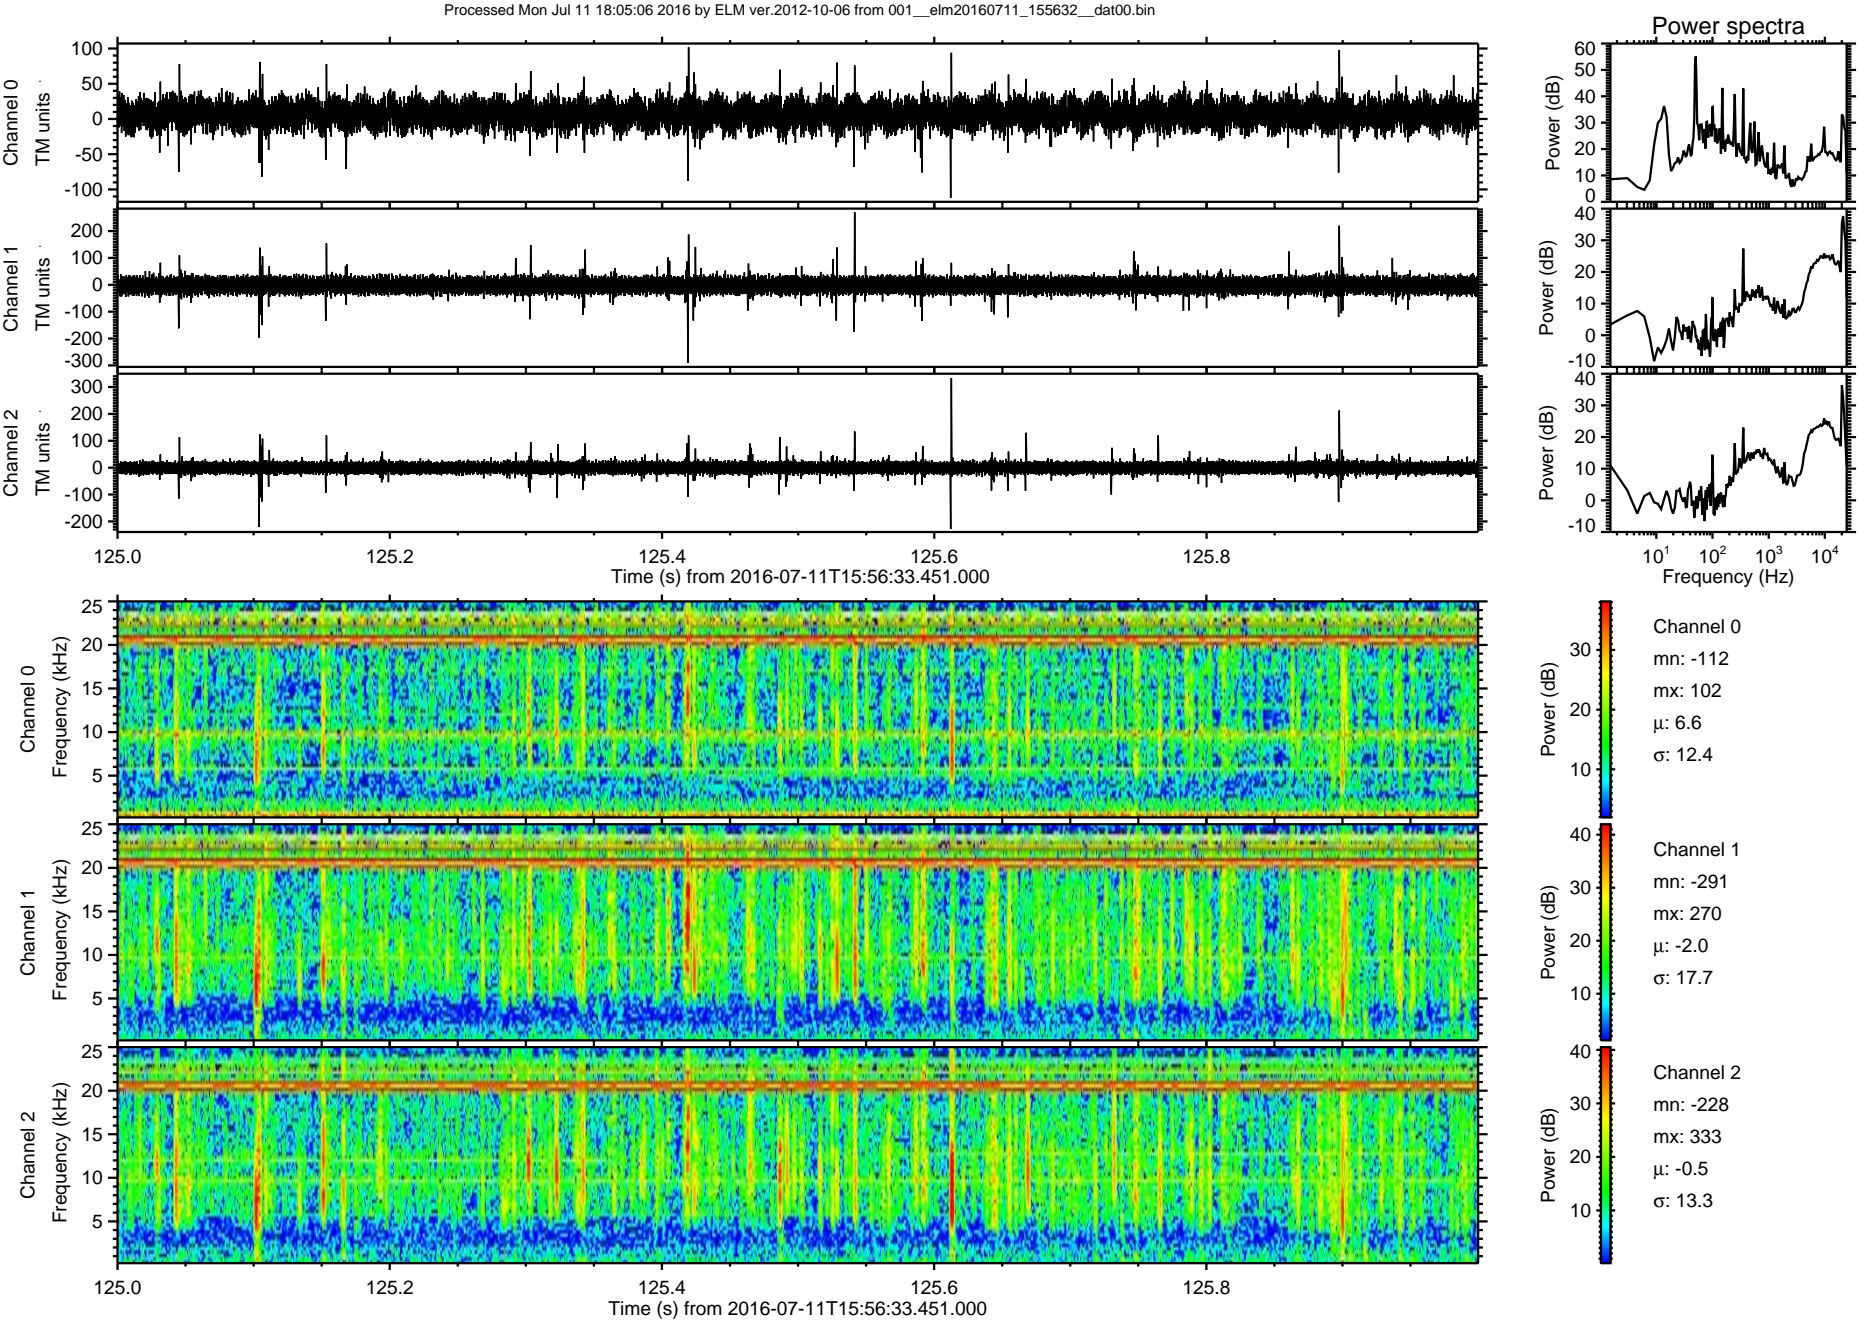 Processed Mon Jul 11 18:05:06 2016 by ELM ver.2012-10-06 from 001__elm20160711_155632__dat00.bin
Power spectra
Channel 0
TM units
100
50
0
-50
-100
Power (dB)
60
50
40
30
20
10
0
Channel 1
TM units
200
100
0
-100
-200
-300
Power (dB)
40
30
20
10
0
-10
Channel 2
TM units
300
200
100
0
-100
-200
Power (dB)
40
30
20
10
0
-10
125.0 125.2 125.4 125.6 125.8
Time (s) from 2016-07-11T15:56:33.451.000
10¹ 10² 10³ 10⁴
Frequency (Hz)
Channel 0
Frequency (kHz)
25
20
15
10
5
Power (dB)
30
20
10
Channel 0
mn: -112
mx: 102
μ: 6.6
σ: 12.4
Channel 1
Frequency (kHz)
25
20
15
10
5
Power (dB)
40
30
20
10
Channel 1
mn: -291
mx: 270
μ: -2.0
σ: 17.7
Channel 2
Frequency (kHz)
25
20
15
10
5
Power (dB)
40
30
20
10
Channel 2
mn: -228
mx: 333
μ: -0.5
σ: 13.3
125.0 125.2 125.4 125.6 125.8
Time (s) from 2016-07-11T15:56:33.451.000